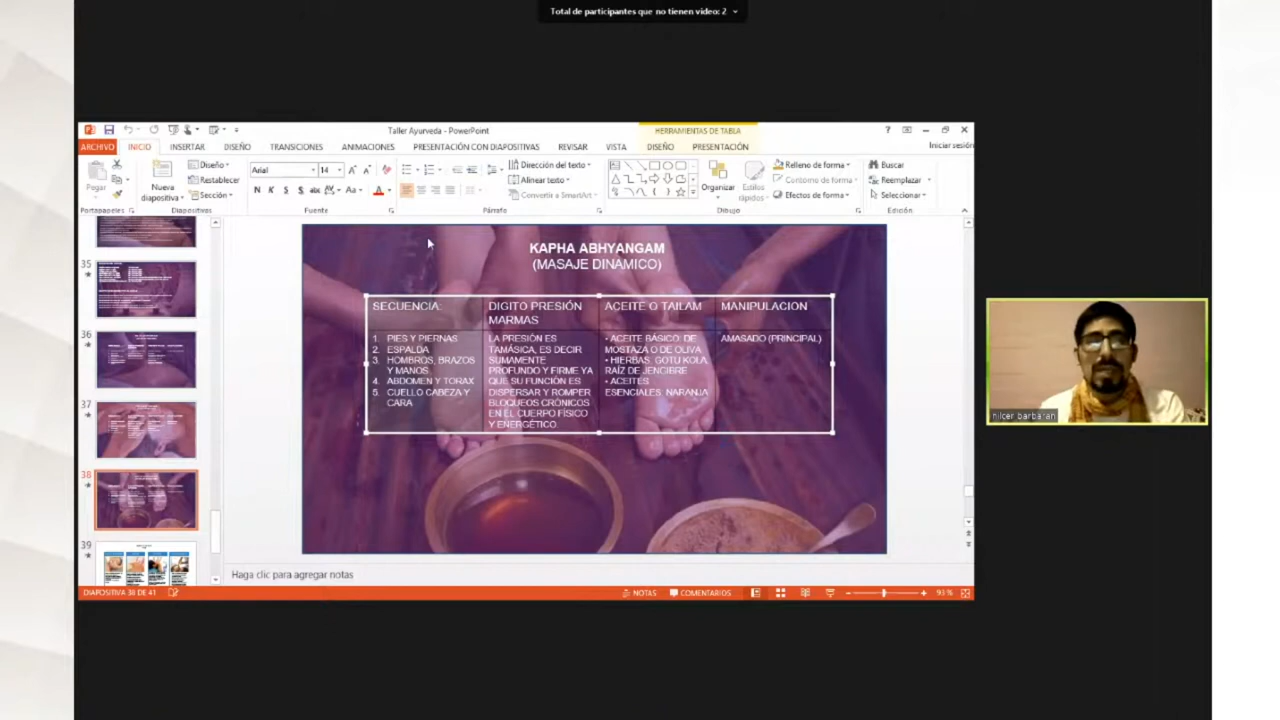 Total de participantes que no tienen video: 2
Taller Ayurveda - PowerPoint
HERRAMIENTAS DE TABLA
ARCHIVO INICIO INSERTAR DISEÑO TRANSICIONES ANIMACIONES PRESENTACIÓN CON DIAPOSITIVAS REVISAR VISTA DISEÑO PRESENTACIÓN
Iniciar sesión
Pegar
Nueva
diapositiva
Diseño
Restablecer
Sección
Arial 14
N K S S abc AV Aa A
Dirección del texto
Alinear texto
Convertir a SmartArt
Organizar
Estilos
rápidos
Relleno de forma
Contorno de forma
Efectos de forma
Buscar
Reemplazar
Seleccionar
Portapapeles Diapositivas Fuente Párrafo Dibujo Edición
35
36
37
38
39
KAPHA ABHYANGAM
(MASAJE DINAMICO)
SECUENCIA:
1. PIES Y PIERNAS
2. ESPALDA
3. HOMBROS, BRAZOS
Y MANOS
4. ABDOMEN Y TORAX
5. CUELLO CABEZA Y
CARA
DIGITO PRESIÓN
MARMAS
LA PRESIÓN ES
TAMÁSICA, ES DECIR
SUMAMENTE
PROFUNDO Y FIRME YA
QUE SU FUNCIÓN ES
DISPERSAR Y ROMPER
BLOQUEOS CRÓNICOS
EN EL CUERPO FÍSICO
Y ENERGÉTICO.
ACEITE O TAILAM
• ACEITE BÁSICO: DE
MOSTAZA O DE OLIVA
• HIERBAS: GOTU KOLA,
RAÍZ DE JENCIBRE
• ACEITES
ESENCIALES: NARANJA
MANIPULACION
AMASADO (PRINCIPAL)
hilcer barbaran
Haga clic para agregar notas
DIAPOSITIVA 38 DE 41
NOTAS COMENTARIOS 93 %